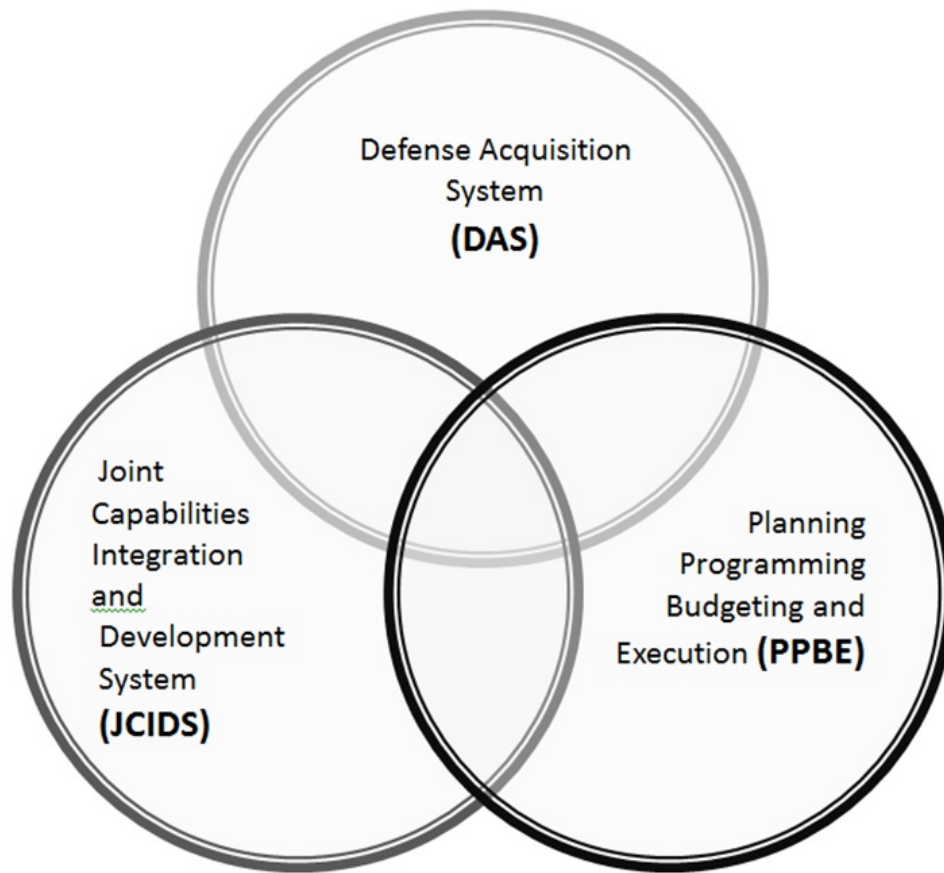 Defense Acquisition
System
(DAS)
Joint
Capabilities
Integration
and
Development
System
(JCIDS)
Planning
Programming
Budgeting and
Execution (PPBE)